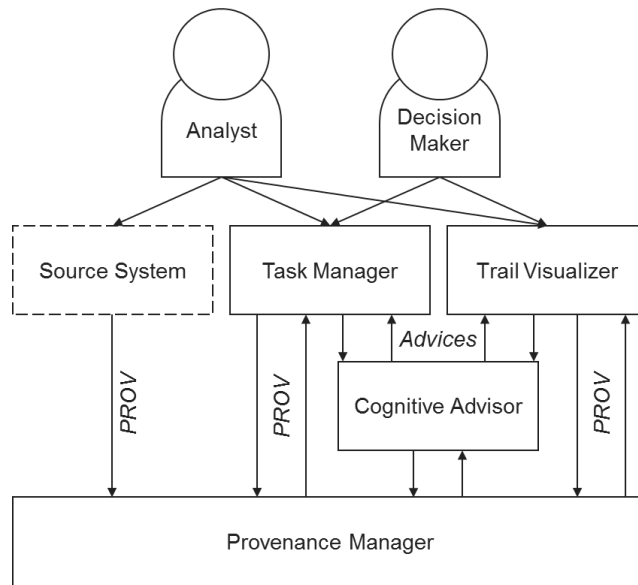 Analyst
Decision
Maker
Source System
Task Manager
Trail Visualizer
Advices
PROV
PROV
PROV
Cognitive Advisor
Provenance Manager